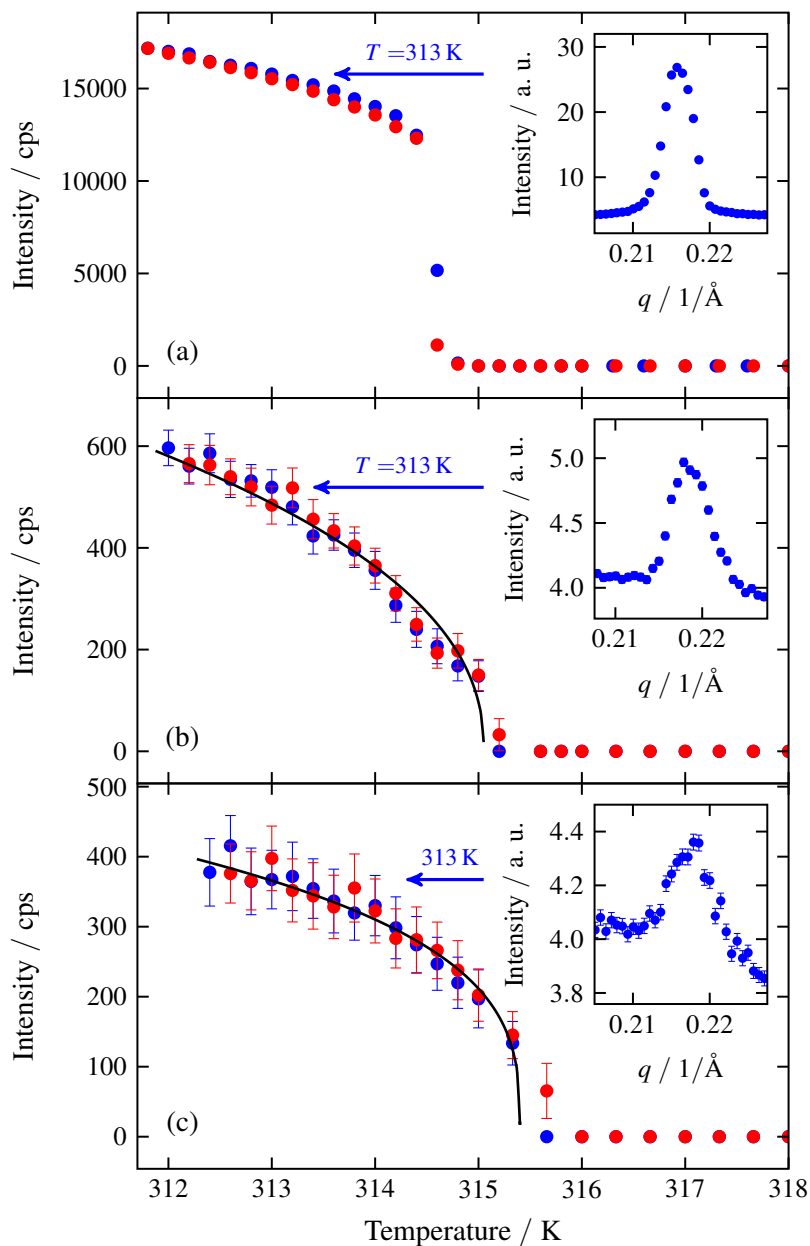 15000
10000
5000
0
Intensity / cps
(a)
T = 313 K
30
20
10
Intensity / a. u.
0.21 0.22
q / 1/Å
600
400
200
0
Intensity / cps
(b)
T = 313 K
5.0
4.5
4.0
Intensity / a. u.
0.21 0.22
q / 1/Å
500
400
300
200
100
0
Intensity / cps
(c)
313 K
4.4
4.2
4.0
3.8
Intensity / a. u.
0.21 0.22
q / 1/Å
312 313 314 315 316 317 318
Temperature / K